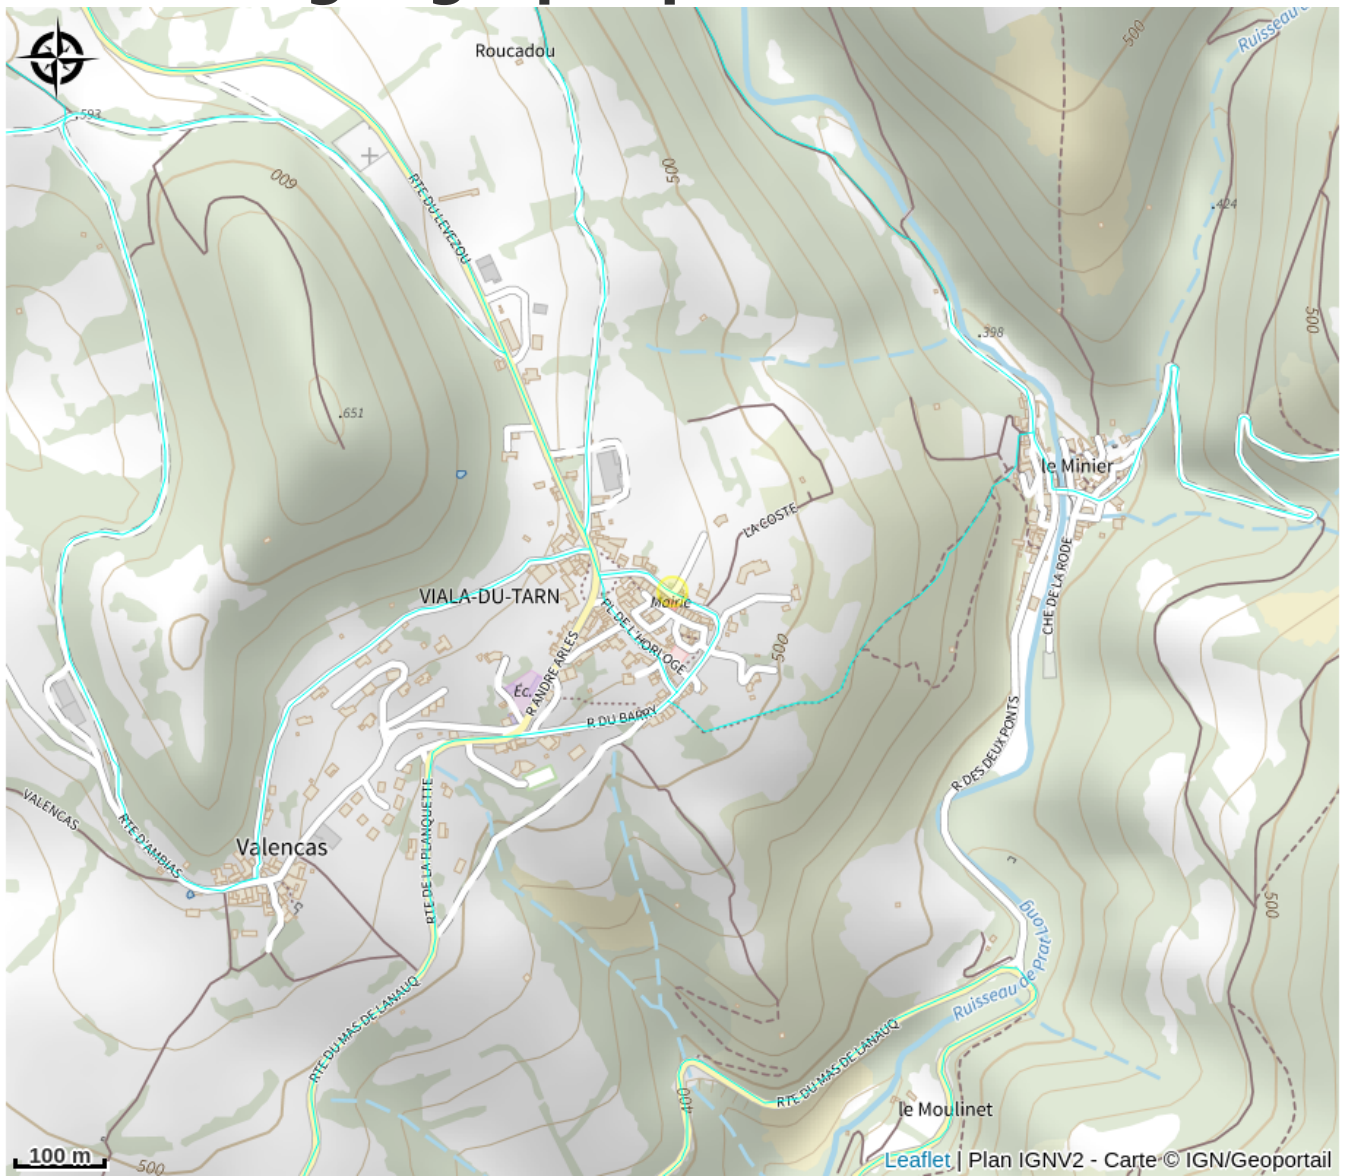 Roucadou
500
Ruisseau
.593
600
500
RTE DU LEVEZOU
.424
.398
500
.651
le Minier
LA COSTE
VIALA-DU-TARN
Mairie
PL DE L'HORLOGE
CHE DE LA RODE
500
R ANDRE ARLES
Éc.
R DU BARRY
R DES DEUX PONTS
VALENCAS
RTE D'AMBIAS
RTE DE LA PLANQUETTE
Valencas
500
Ruisseau de Prat Long
RTE DU MAS DE LANAUQ
RTE DU MAS DE LANAUQ
400
le Moulinet
100 m
500
Leaflet | Plan IGNV2 - Carte © IGN/Geoportail